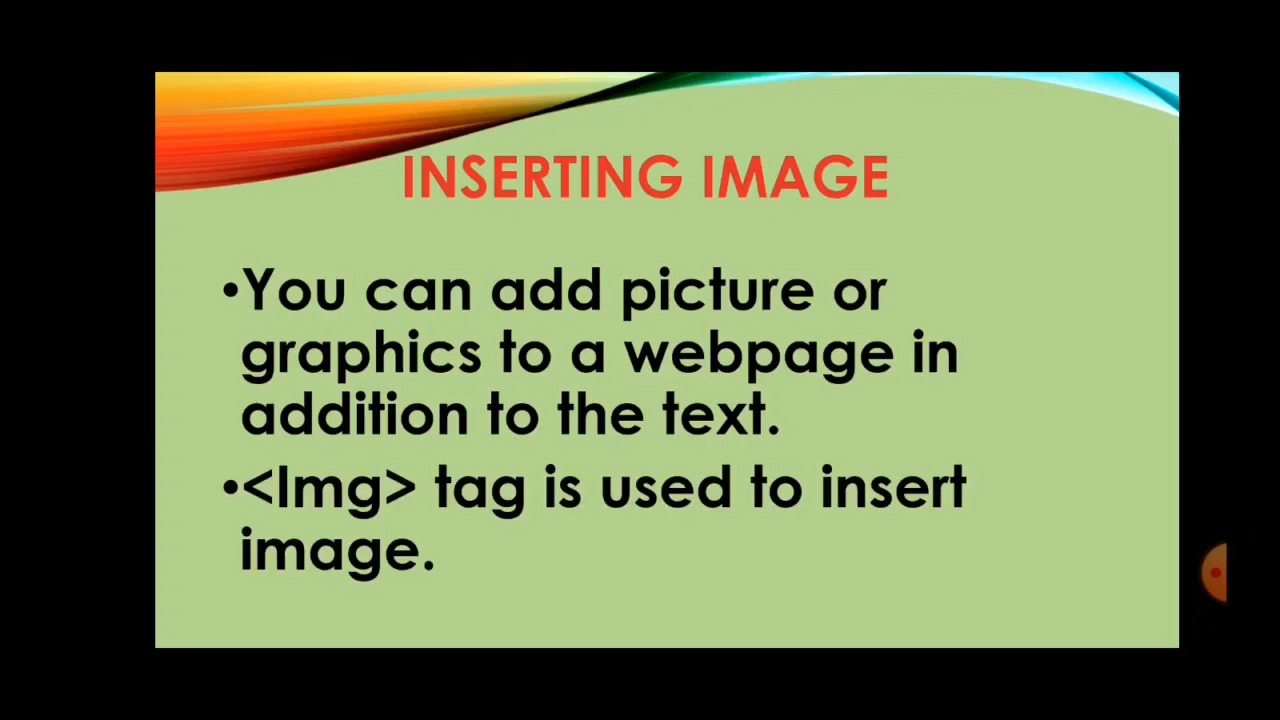 INSERTING IMAGE
•You can add picture or
graphics to a webpage in
addition to the text.
•<Img> tag is used to insert
image.